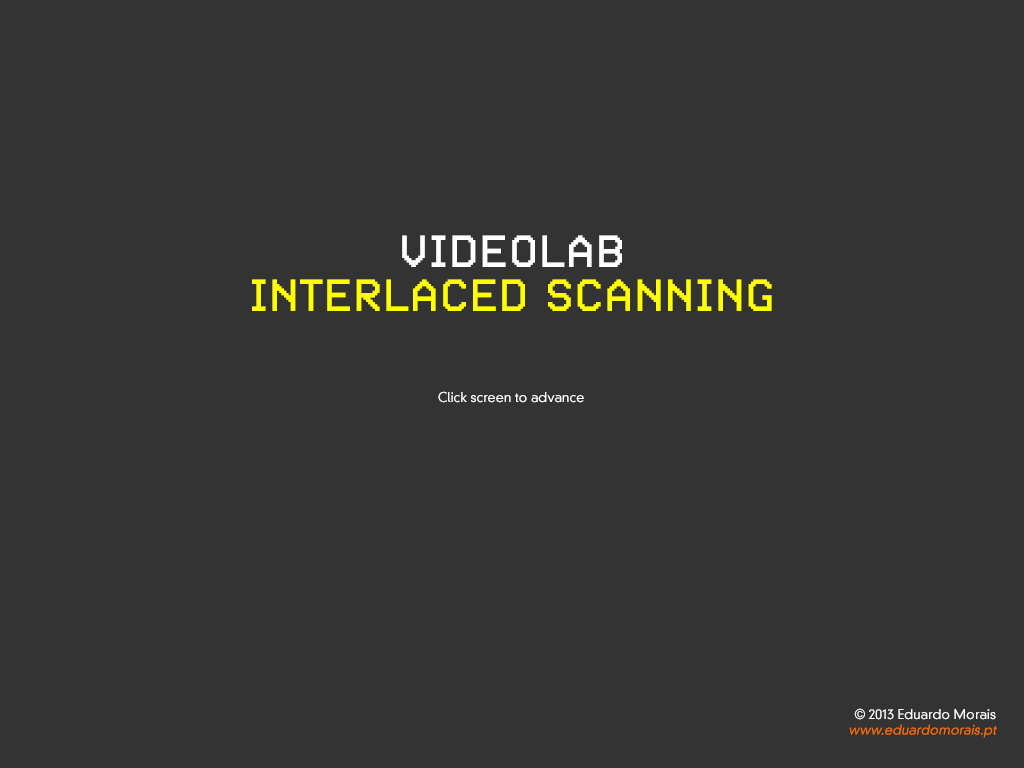 VIDEOLAB
INTERLACED SCANNING
Click screen to advance
© 2013 Eduardo Morais
www.eduardomorais.pt